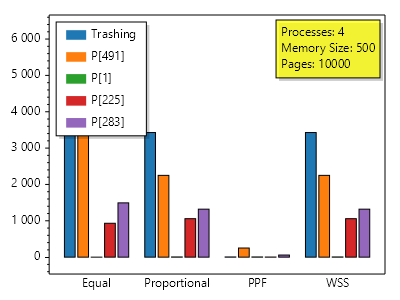 6 000
5 000
4 000
3 000
2 000
1 000
0
Trashing
P[491]
P[1]
P[225]
P[283]
Processes: 4
Memory Size: 500
Pages: 10000
Equal
Proportional
PPF
WSS